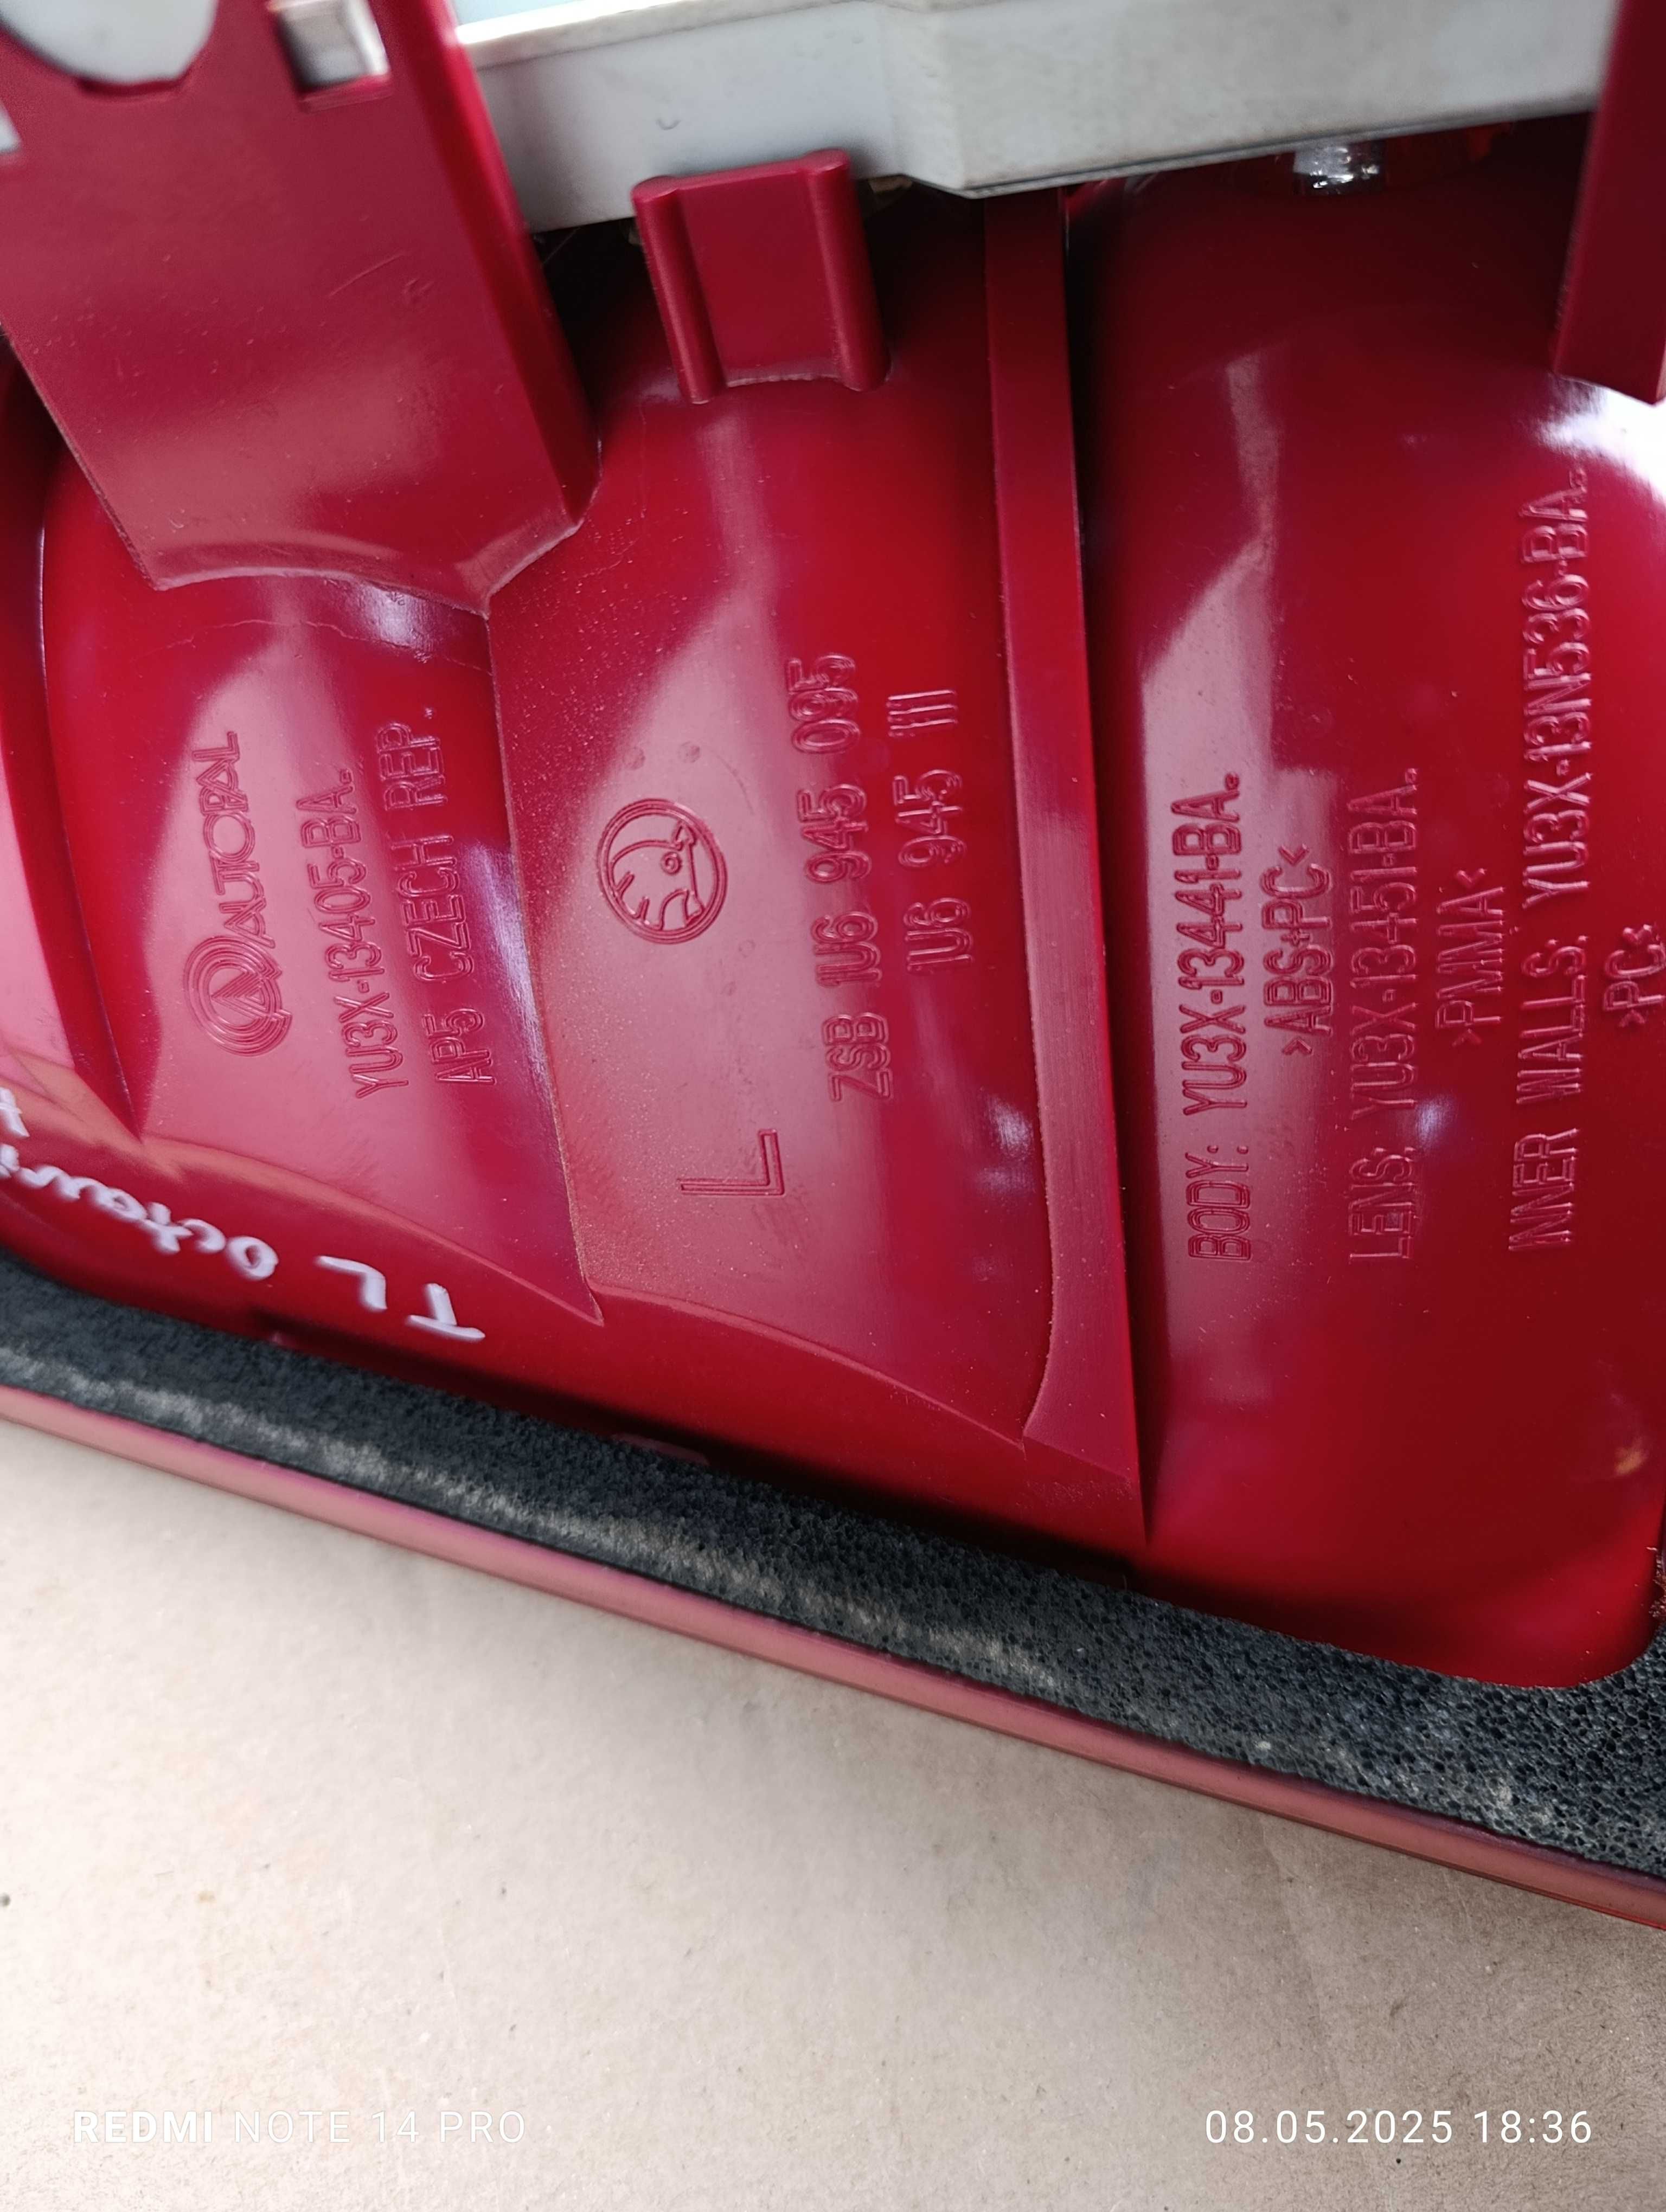 AUTOPAL
YU3X-13405-BA.
AP5 CZECH REP.
L
ZSB 1U6 945 095
1U6 945 111
BODY: YU3X-13441-BA.
>ABS+PC<
LENS: YU3X-13451-BA.
>PMMA<
INNER WALLS: YU3X-13N536-BA.
>PC<
TL Octavia
REDMI NOTE 14 PRO
08.05.2025 18:36